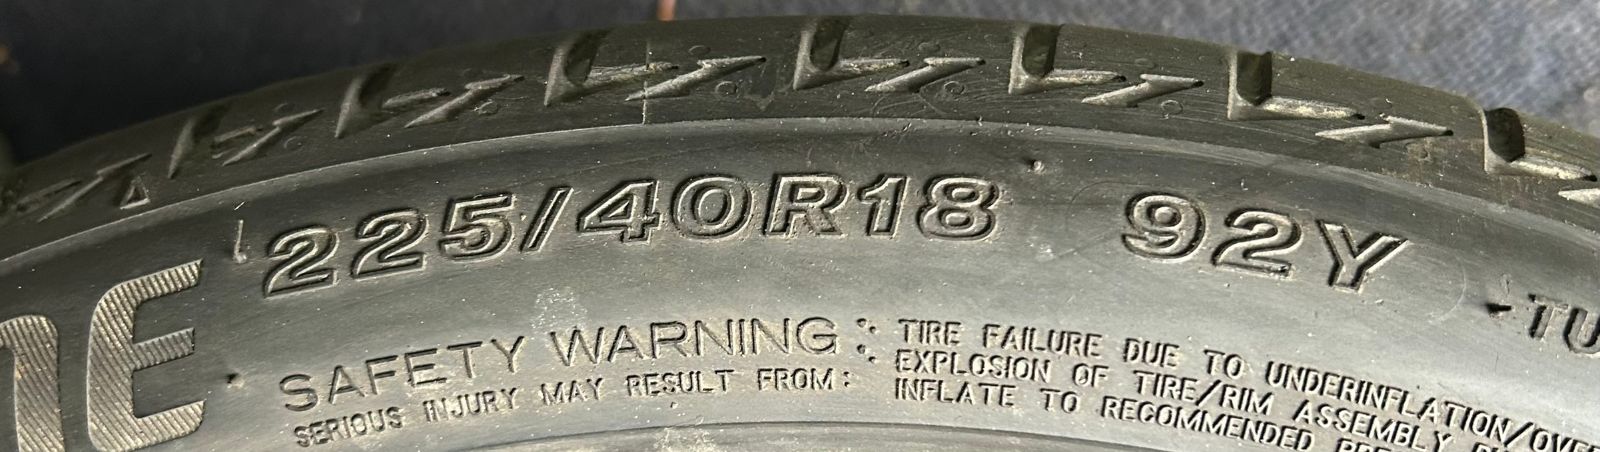 225/40R18 92Y
SAFETY WARNING: TIRE FAILURE DUE TO UNDERINFLATION/
SERIOUS INJURY MAY RESULT FROM: EXPLOSION OF TIRE/RIM ASSEMBLY
INFLATE TO RECOMMENDED